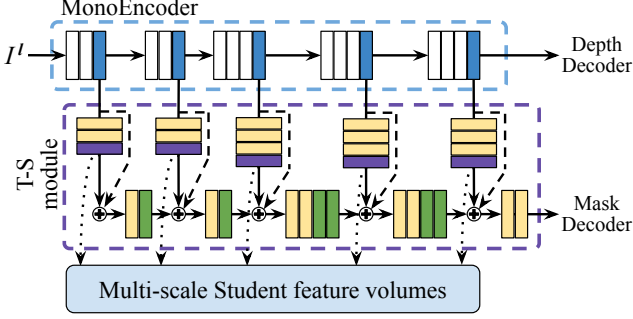 MonoEncoder
I^l
Depth
Decoder
T-S
module
Mask
Decoder
Multi-scale Student feature volumes